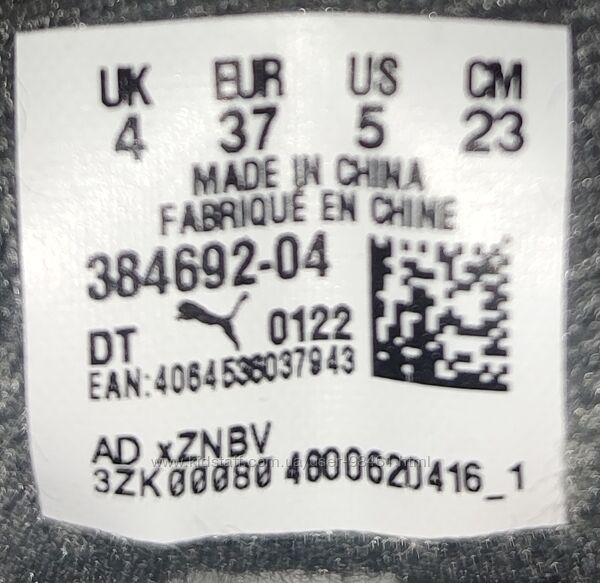 UK EUR US CM
4 37 5 23
MADE IN CHINA
FABRIQUÉ EN CHINE
384692-04
DT 0122
EAN:4064536037943
AD xZNBV
3ZK00080 4600620416_1